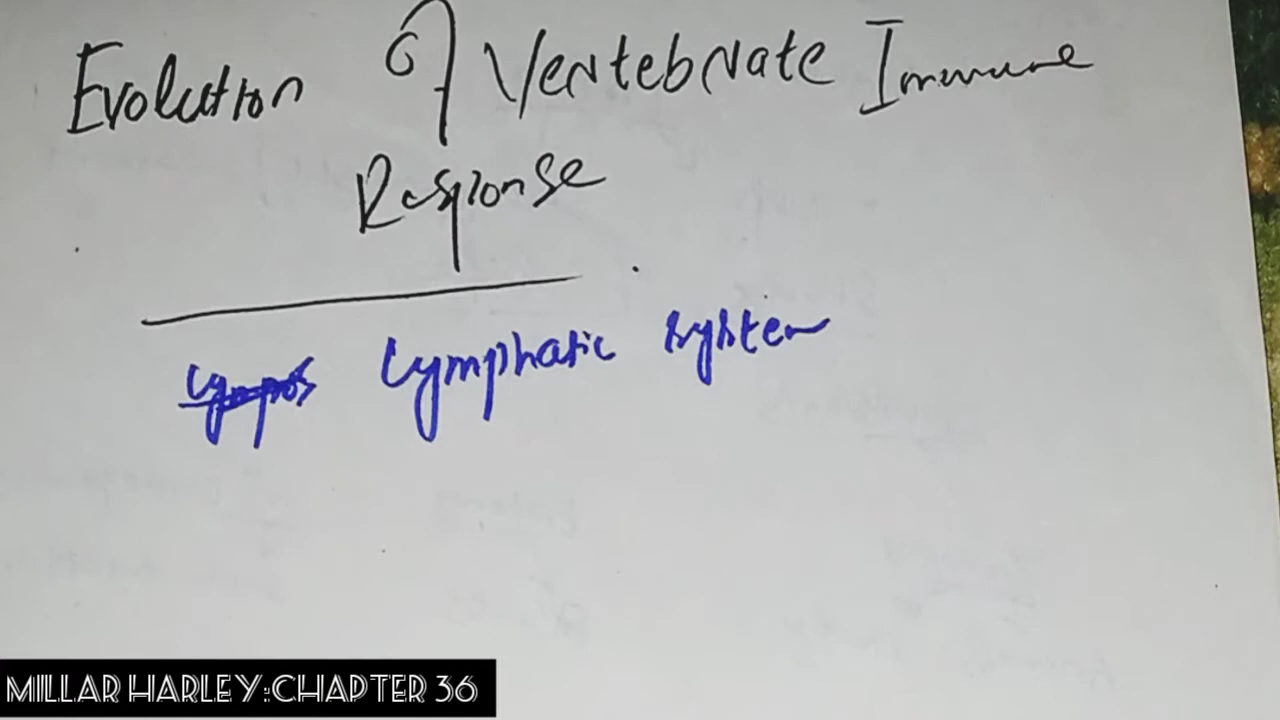 Evolution of Vertebrate Immune
Response
Lymphatic system
MILLAR HARLEY:CHAPTER 36